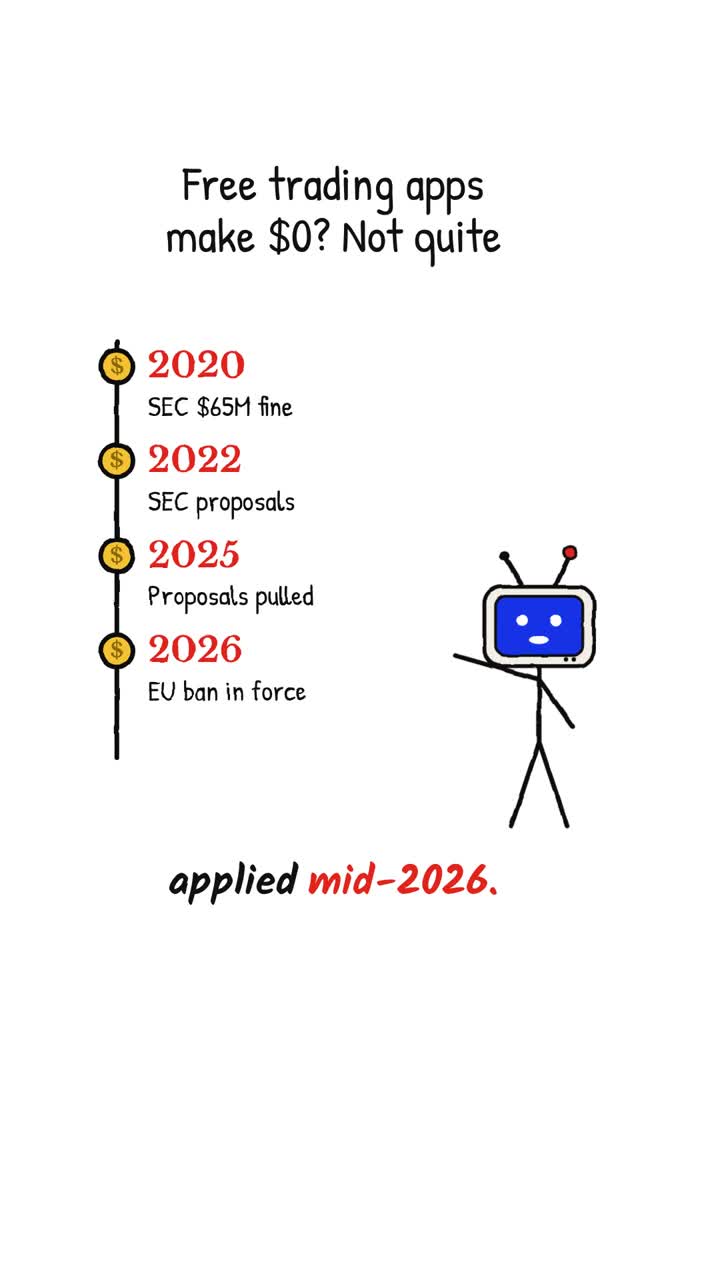 Free trading apps
make $0? Not quite
$ 2020
SEC $65M fine
$ 2022
SEC proposals
$ 2025
Proposals pulled
$ 2026
EU ban in force
applied mid-2026.